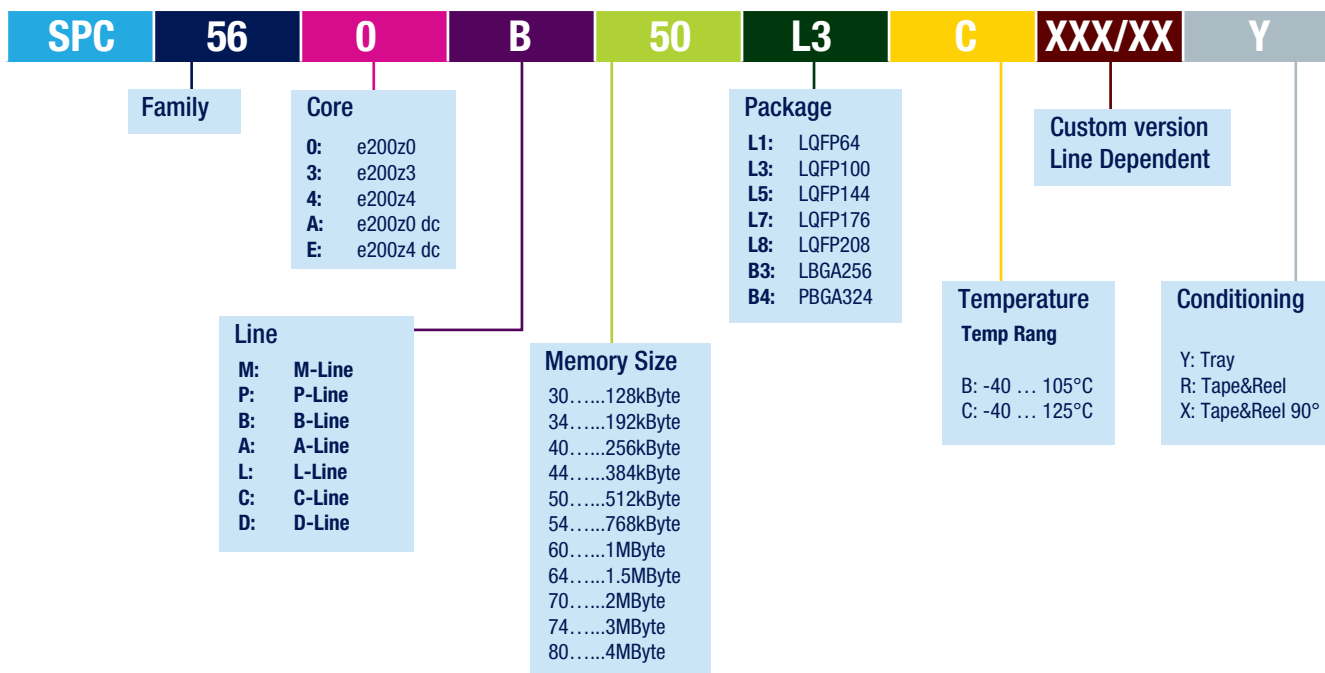 SPC 56 0 B 50 L3 C XXX/XX Y
Family
Core
0: e200z0
3: e200z3
4: e200z4
A: e200z0 dc
E: e200z4 dc
Line
M: M-Line
P: P-Line
B: B-Line
A: A-Line
L: L-Line
C: C-Line
D: D-Line
Memory Size
30…...128kByte
34…...192kByte
40…...256kByte
44…...384kByte
50…...512kByte
54…...768kByte
60…...1MByte
64…...1.5MByte
70…...2MByte
74…...3MByte
80…...4MByte
Package
L1: LQFP64
L3: LQFP100
L5: LQFP144
L7: LQFP176
L8: LQFP208
B3: LBGA256
B4: PBGA324
Temperature
Temp Rang
B: -40 … 105°C
C: -40 … 125°C
Custom version
Line Dependent
Conditioning
Y: Tray
R: Tape&Reel
X: Tape&Reel 90°